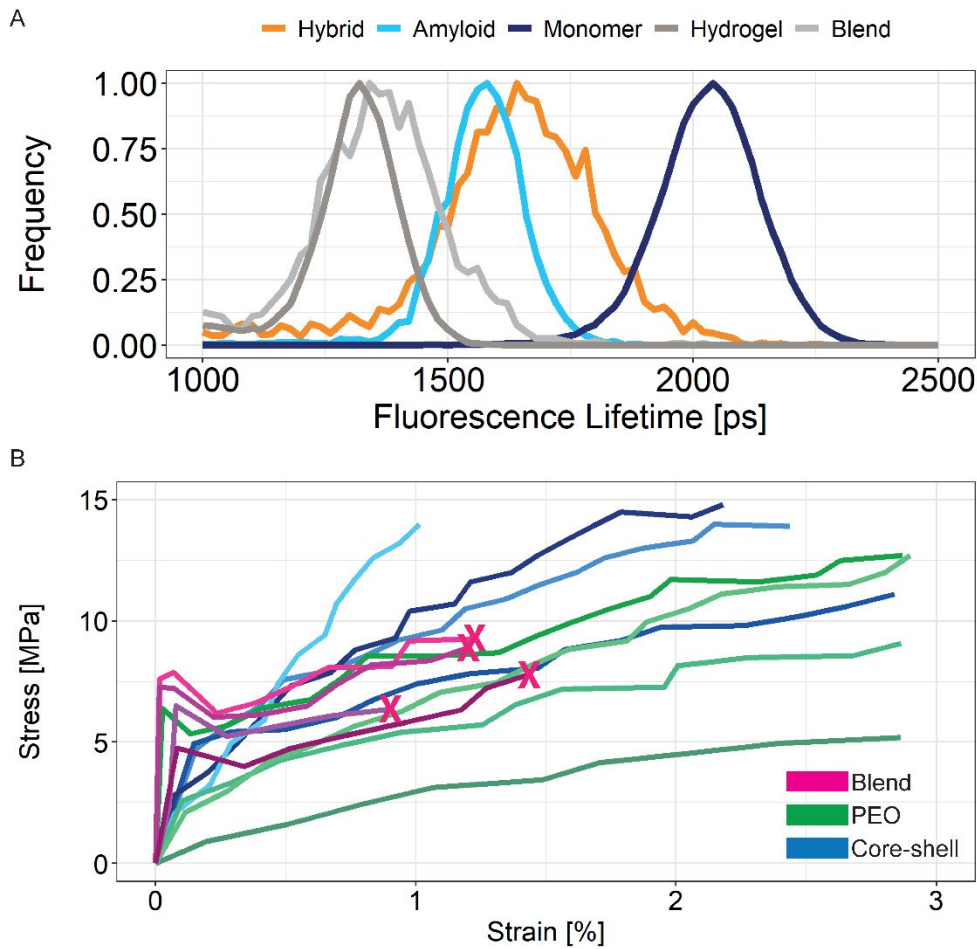 A
Hybrid Amyloid Monomer Hydrogel Blend
1.00
0.75
0.50
0.25
0.00
Frequency
1000 1500 2000 2500
Fluorescence Lifetime [ps]
B
15
10
5
0
Stress [MPa]
X
X
X
X
Blend
PEO
Core-shell
0 1 2 3
Strain [%]